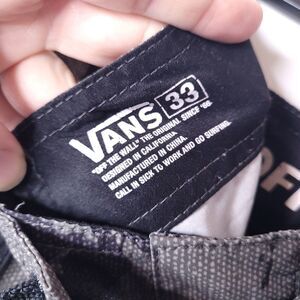 VANS 33
"OFF THE WALL" THE ORIGINAL SINCE '66
DESIGNED IN CALIFORNIA.
MANUFACTURED IN CHINA.
CALL IN SICK TO WORK,AND GO SURFING.
OF